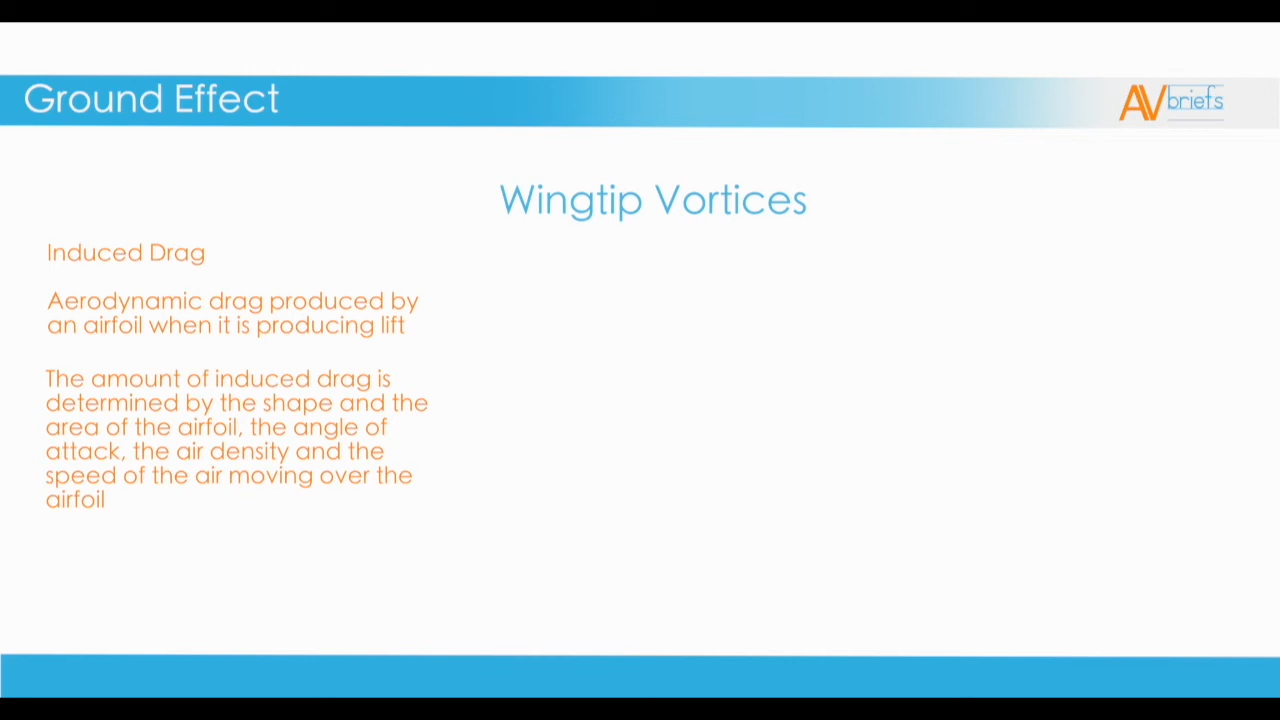 Ground Effect
AV briefs
Wingtip Vortices
Induced Drag
Aerodynamic drag produced by
an airfoil when it is producing lift
The amount of induced drag is
determined by the shape and the
area of the airfoil, the angle of
attack, the air density and the
speed of the air moving over the
airfoil